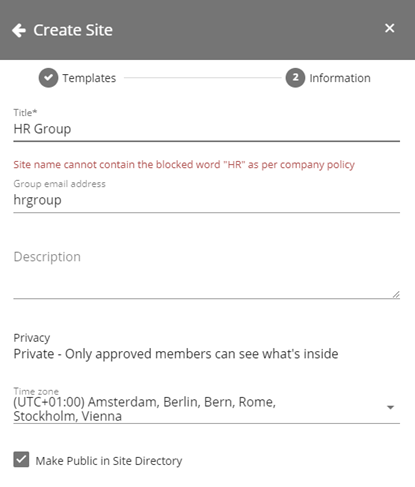 Create Site
Templates
2 Information
Title*
HR Group
Site name cannot contain the blocked word "HR" as per company policy
Group email address
hrgroup
Description
Privacy
Private - Only approved members can see what's inside
Time zone
(UTC+01:00) Amsterdam, Berlin, Bern, Rome,
Stockholm, Vienna
Make Public in Site Directory